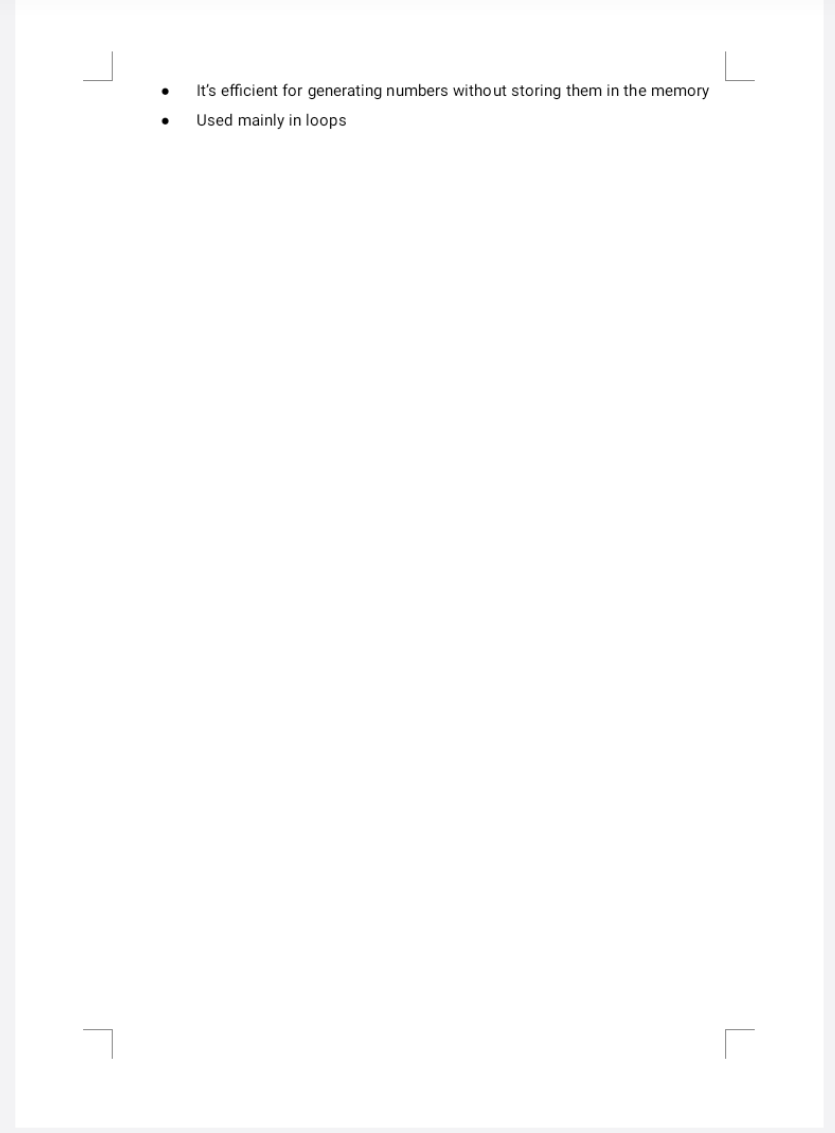 • It's efficient for generating numbers without storing them in the memory
• Used mainly in loops